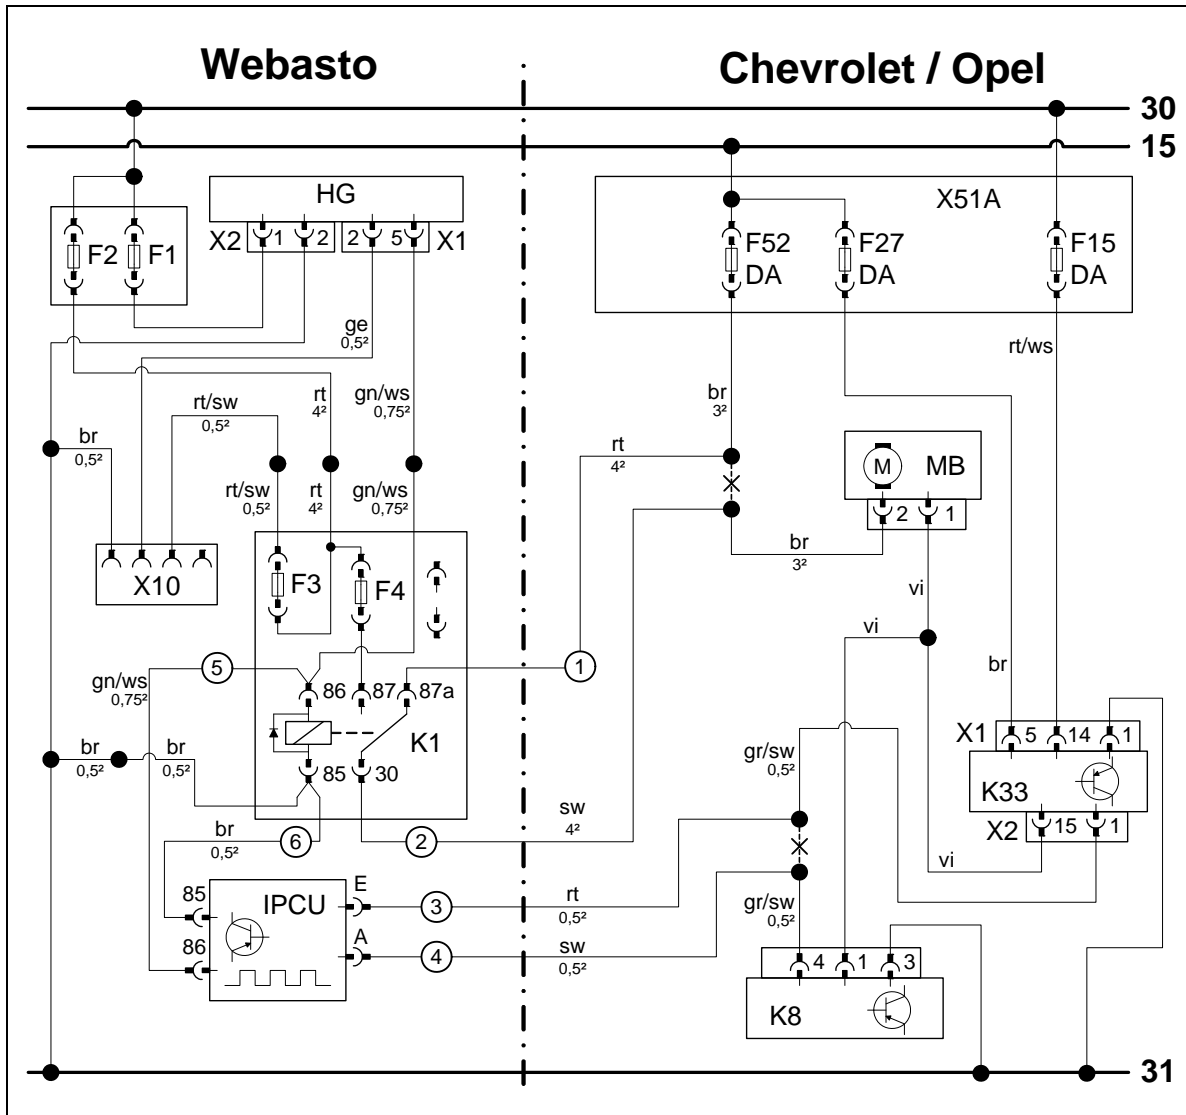 Webasto
Chevrolet / Opel
30
15
HG
X51A
X2 1 2 2 5 X1
F2 F1
F52 DA
F27 DA
F15 DA
ge
0,5²
rt/ws
rt/sw
0,5²
rt
4²
gn/ws
0,75²
br
3²
br
0,5²
rt
4²
M MB
rt/sw
0,5²
rt
4²
gn/ws
0,75²
2 1
br
3²
X10
F3 F4
vi
vi
5
1
gn/ws
0,75²
86 87 87a
br
K1
X1 5 14 1
br
0,5²
br
0,5²
85 30
gr/sw
0,5²
K33
sw
4²
X2 15 1
br
0,5²
6
2
vi
85
IPCU
E
3
rt
0,5²
gr/sw
0,5²
86
A
4
sw
0,5²
4 1 3
K8
31